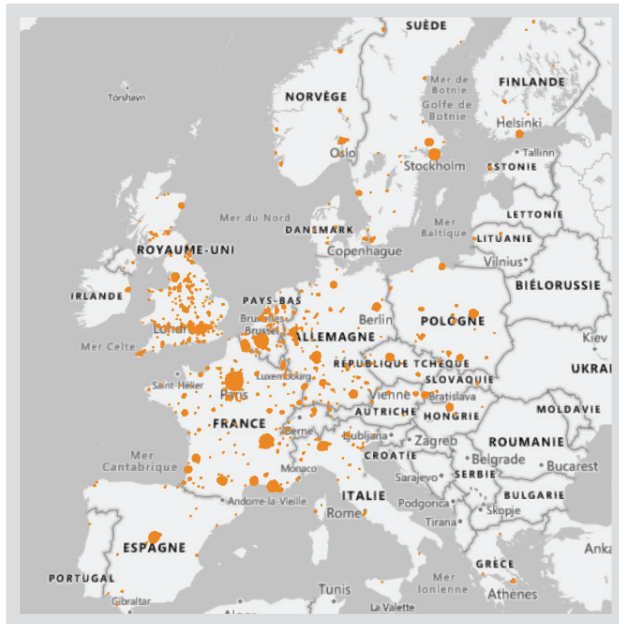 SUÈDE
Mer de
Botnie
FINLANDE
Tórshavn
NORVÈGE
Golfe de
Botnie
Helsinki
Oslo
Tallinn
Stockholm
ESTONIE
Mer du Nord
LETTONIE
DANEMARK
Mer
Baltique
LITUANIE
ROYAUME-UNI
Copenhague
Vilnius
BIÉLORUSSIE
IRLANDE
PAYS-BAS
Bruxelles
Brussel
Berlin
POLOGNE
Londres
ALLEMAGNE
Kiev
Mer Celte
RÉPUBLIQUE TCHÈQUE
UKRAI
Saint-Hélier
Luxembourg
SLOVAQUIE
Paris
Vienne
Bratislava
MOLDAVIE
AUTRICHE
HONGRIE
FRANCE
Berne
Ljubljana
Zagreb
ROUMANIE
Mer
Cantabrique
CROATIE
Belgrade
Bucarest
Monaco
SERBIE
Sarajevo
Andorre-la-Vieille
ITALIE
BULGARIE
Podgorica
Skopje
Rome
Tirana
ESPAGNE
Anka
GRÈCE
PORTUGAL
Mer
Ionienne
Athènes
Tunis
Gibraltar
La Valette